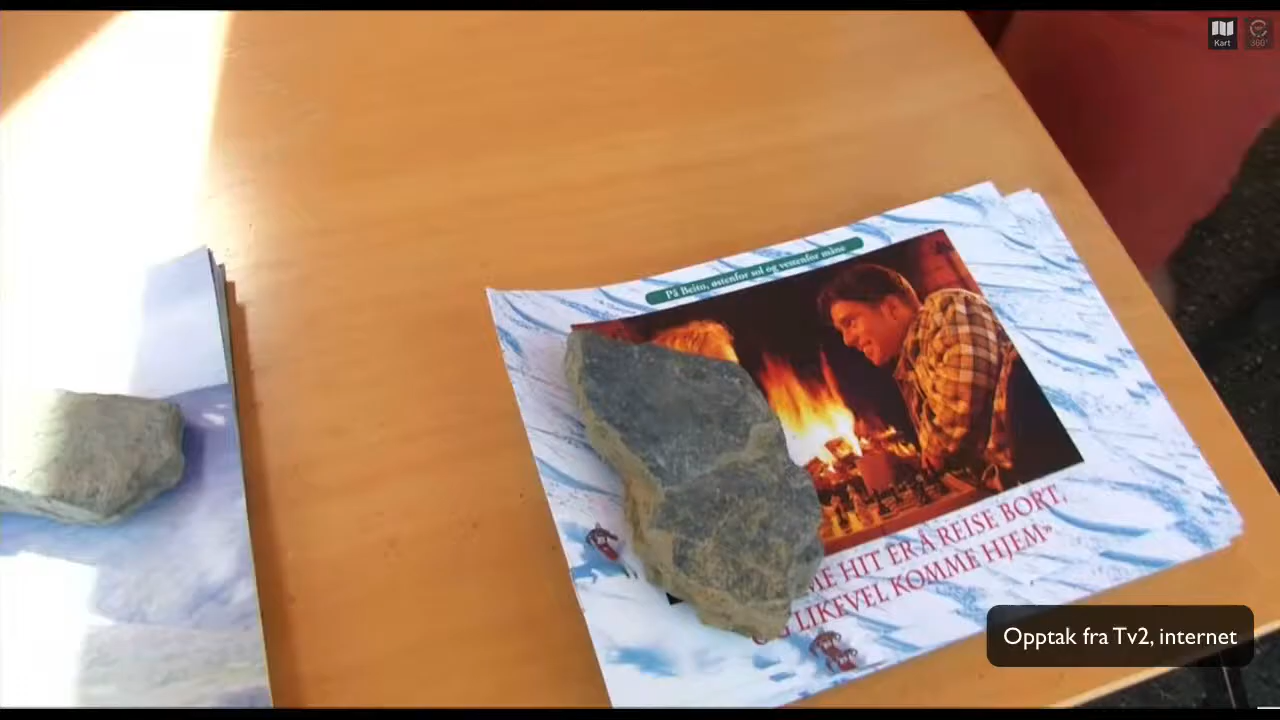 Kart
360°
På Beito, østenfor sol og vestenfor måne
HIT ER Å REISE BORT,
LIKEVEL KOMME HJEM»
Opptak fra Tv2, internet